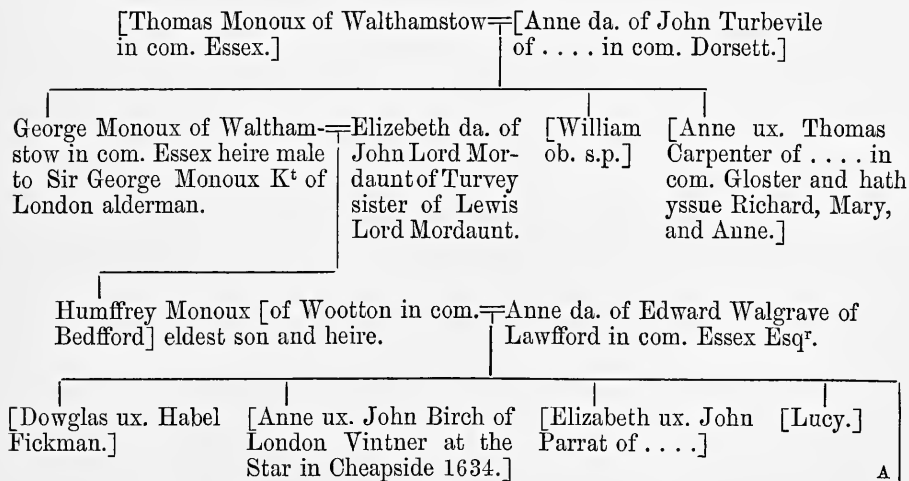 [Thomas Monoux of Walthamstow
in com. Essex.]
[Anne da. of John Turbevile
of .... in com. Dorsett.]
George Monoux of Waltham-
stow in com. Essex heire male
to Sir George Monoux Kᵗ of
London alderman.
Elizebeth da. of
John Lord Mor-
daunt of Turvey
sister of Lewis
Lord Mordaunt.
[William
ob. s.p.]
[Anne ux. Thomas
Carpenter of .... in
com. Gloster and hath
yssue Richard, Mary,
and Anne.]
Humffrey Monoux [of Wootton in com.
Bedfford] eldest son and heire.
Anne da. of Edward Walgrave of
Lawfford in com. Essex Esqʳ.
[Dowglas ux. Habel
Fickman.]
[Anne ux. John Birch of
London Vintner at the
Star in Cheapside 1634.]
[Elizabeth ux. John
Parrat of ....]
[Lucy.]
A